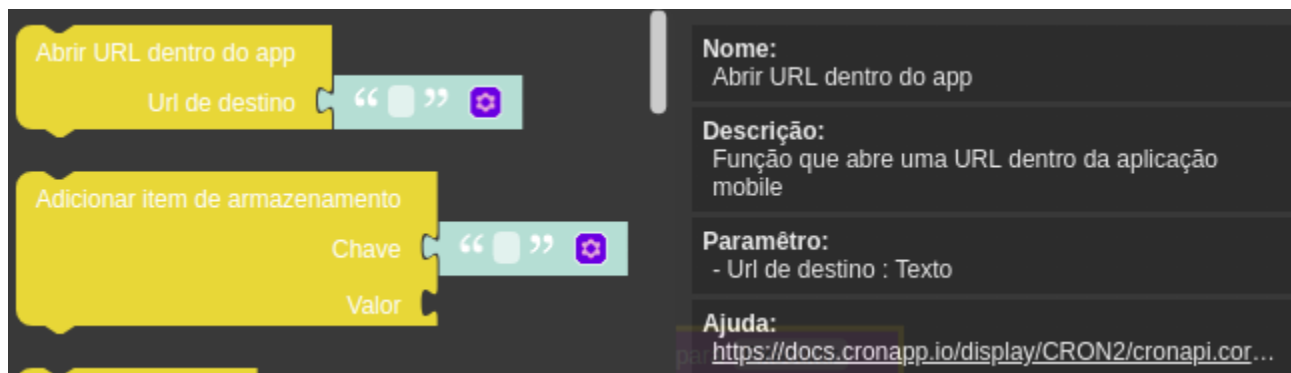 Abrir URL dentro do app
Url de destino “ ”
Adicionar item de armazenamento
Chave “ ”
Valor
Nome:
Abrir URL dentro do app
Descrição:
Função que abre uma URL dentro da aplicação
mobile
Paramêtro:
- Url de destino : Texto
Ajuda:
https://docs.cronapp.io/display/CRON2/cronapi.cor…